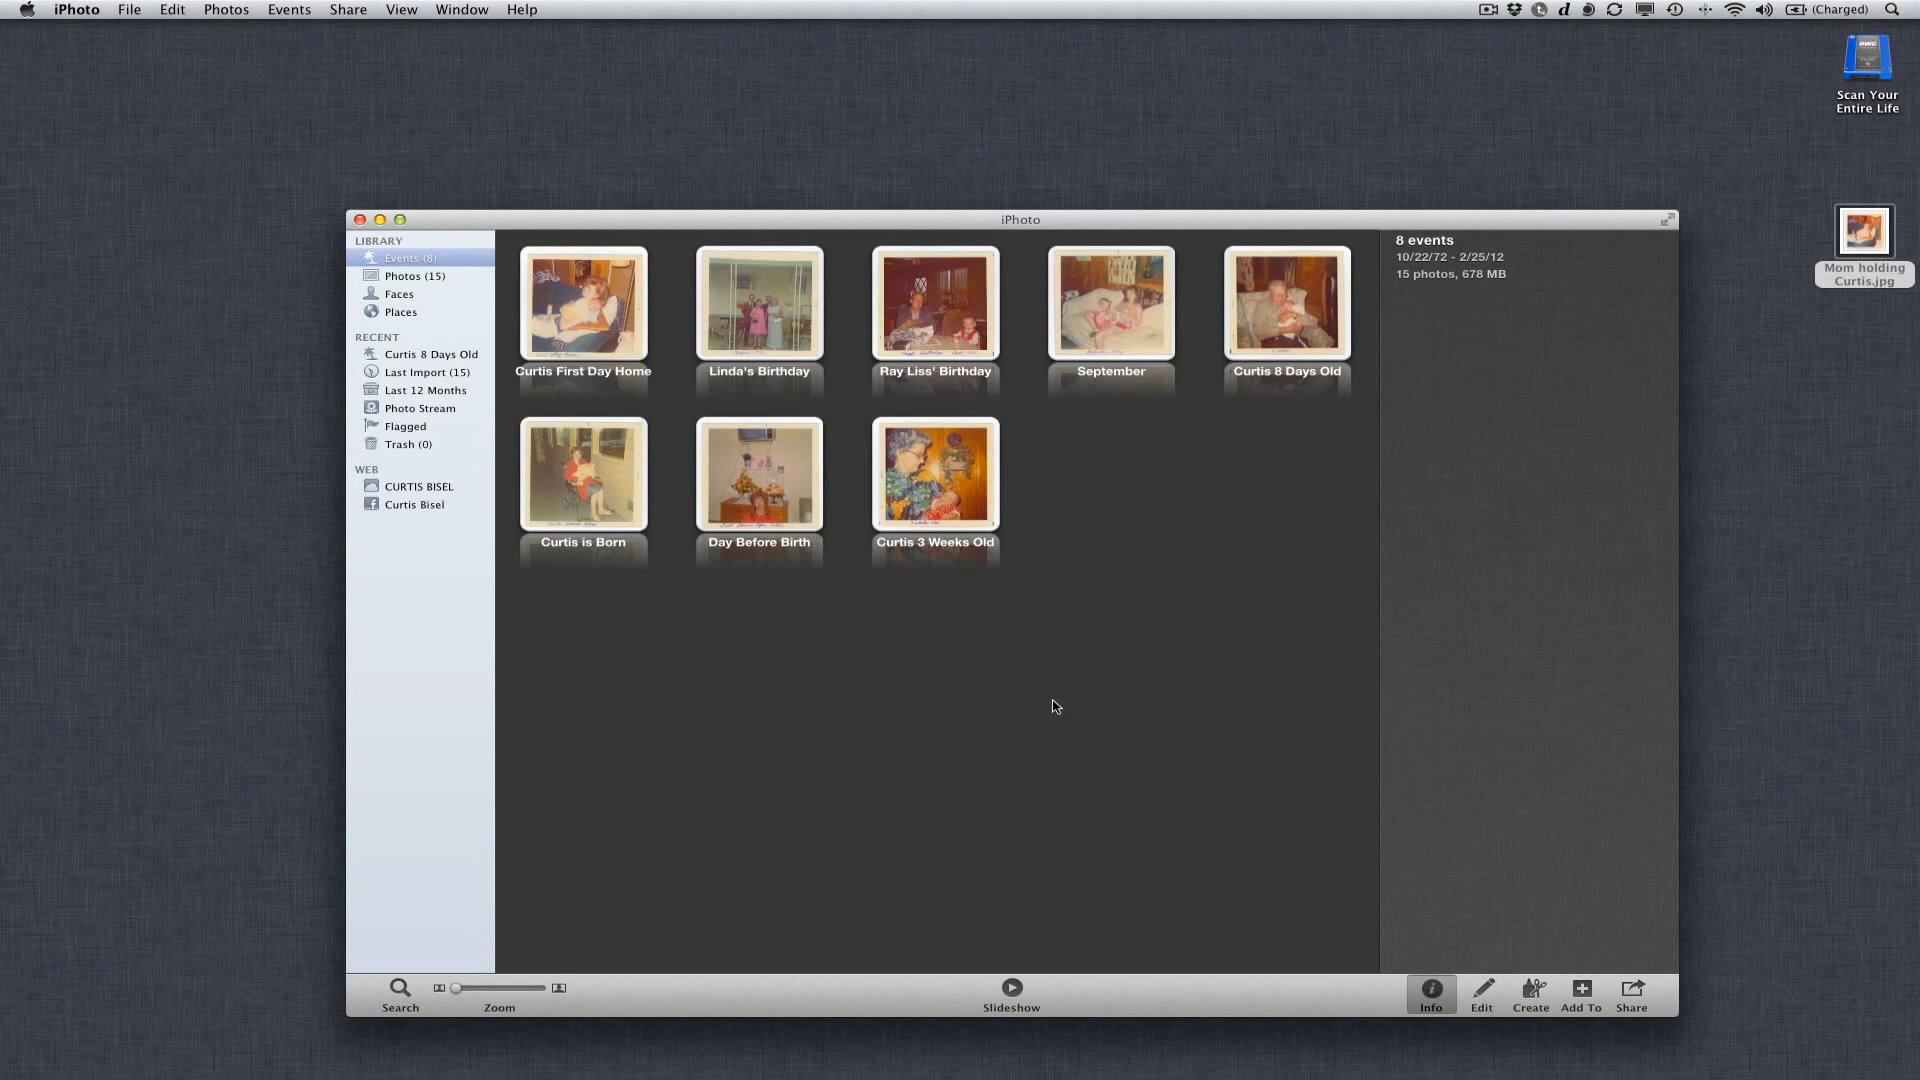 iPhoto File Edit Photos Events Share View Window Help (Charged)
OWC
Scan Your
Entire Life
Mom holding
Curtis.jpg
iPhoto
LIBRARY
Events (8)
Photos (15)
Faces
Places
RECENT
Curtis 8 Days Old
Last Import (15)
Last 12 Months
Photo Stream
Flagged
Trash (0)
WEB
CURTIS BISEL
Curtis Bisel
Curtis First Day Home
Linda's Birthday
Ray Liss' Birthday
September
Curtis 8 Days Old
Curtis is Born
Day Before Birth
Curtis 3 Weeks Old
8 events
10/22/72 - 2/25/12
15 photos, 678 MB
Search
Zoom
Slideshow
Info
Edit
Create
Add To
Share